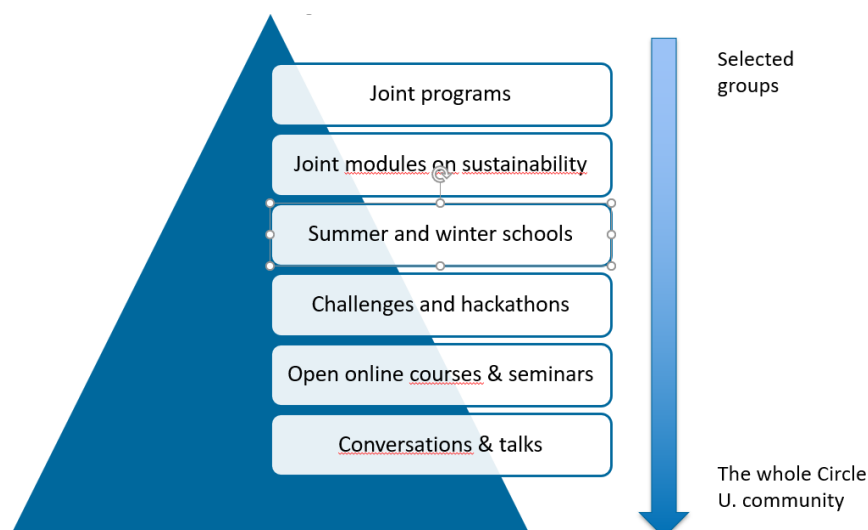 Joint programs
Joint modules on sustainability
Summer and winter schools
Challenges and hackathons
Open online courses & seminars
Conversations & talks
Selected
groups
The whole Circle
U. community